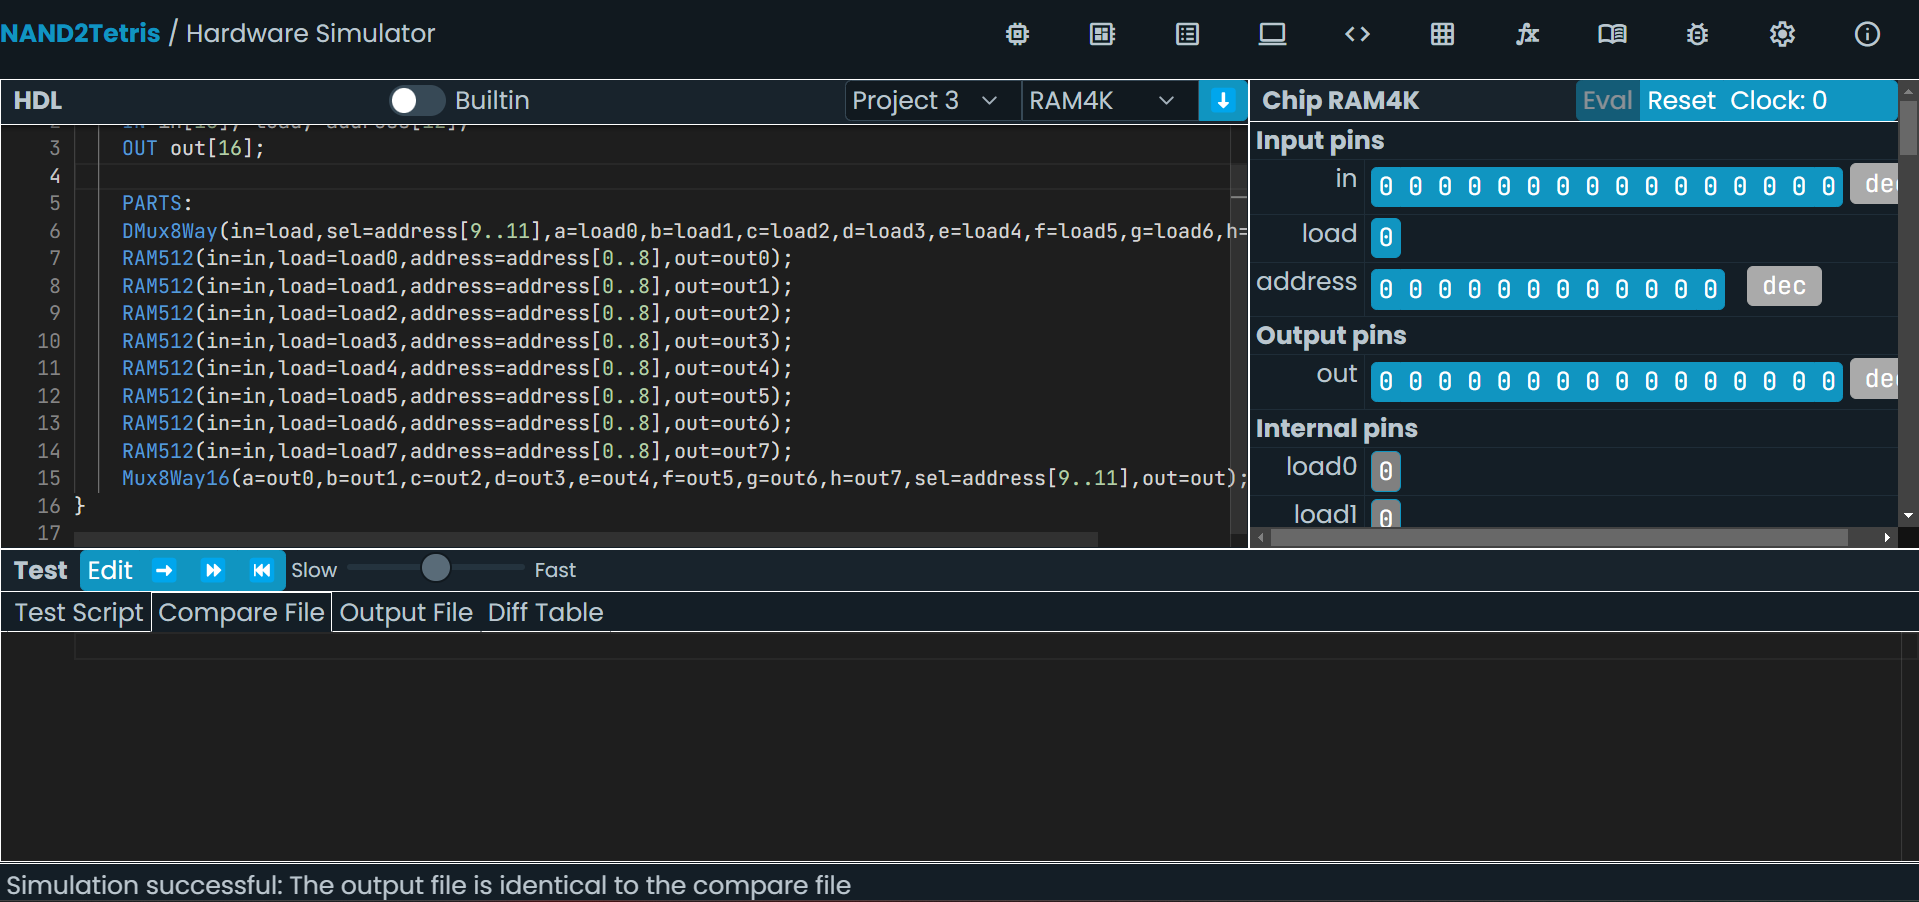 NAND2Tetris / Hardware Simulator
HDL
Builtin
Project 3
RAM4K
3 OUT out[16];
4
5 PARTS:
6 DMux8Way(in=load,sel=address[9..11],a=load0,b=load1,c=load2,d=load3,e=load4,f=load5,g=load6,h=
7 RAM512(in=in,load=load0,address=address[0..8],out=out0);
8 RAM512(in=in,load=load1,address=address[0..8],out=out1);
9 RAM512(in=in,load=load2,address=address[0..8],out=out2);
10 RAM512(in=in,load=load3,address=address[0..8],out=out3);
11 RAM512(in=in,load=load4,address=address[0..8],out=out4);
12 RAM512(in=in,load=load5,address=address[0..8],out=out5);
13 RAM512(in=in,load=load6,address=address[0..8],out=out6);
14 RAM512(in=in,load=load7,address=address[0..8],out=out7);
15 Mux8Way16(a=out0,b=out1,c=out2,d=out3,e=out4,f=out5,g=out6,h=out7,sel=address[9..11],out=out);
16 }
17
Chip RAM4K
Eval Reset Clock: 0
Input pins
in 0 0 0 0 0 0 0 0 0 0 0 0 0 0 0 0
load 0
address 0 0 0 0 0 0 0 0 0 0 0 0 dec
Output pins
out 0 0 0 0 0 0 0 0 0 0 0 0 0 0 0 0
Internal pins
load0 0
load1 0
Test Edit Slow Fast
Test Script Compare File Output File Diff Table
Simulation successful: The output file is identical to the compare file